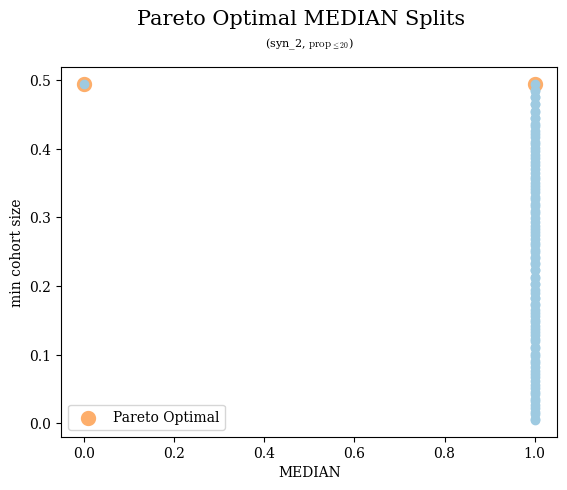 Pareto Optimal MEDIAN Splits
(syn_2, prop≤20)
0.5
0.4
0.3
0.2
0.1
0.0
min cohort size
Pareto Optimal
0.0 0.2 0.4 0.6 0.8 1.0
MEDIAN